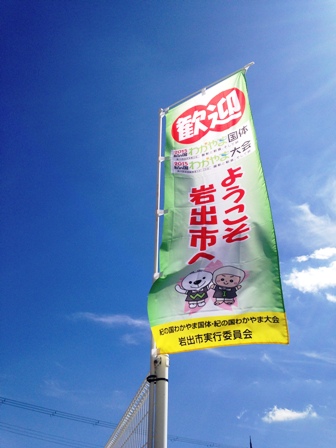 歓迎
2015
紀の国
わかやま国体
2015
紀の国
わかやま大会
ようこそ
岩出市へ
紀の国わかやま国体・紀の国わかやま大会
岩出市実行委員会